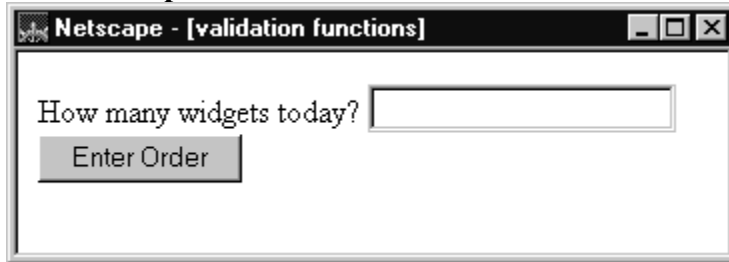 Netscape - [validation functions]
How many widgets today?
Enter Order